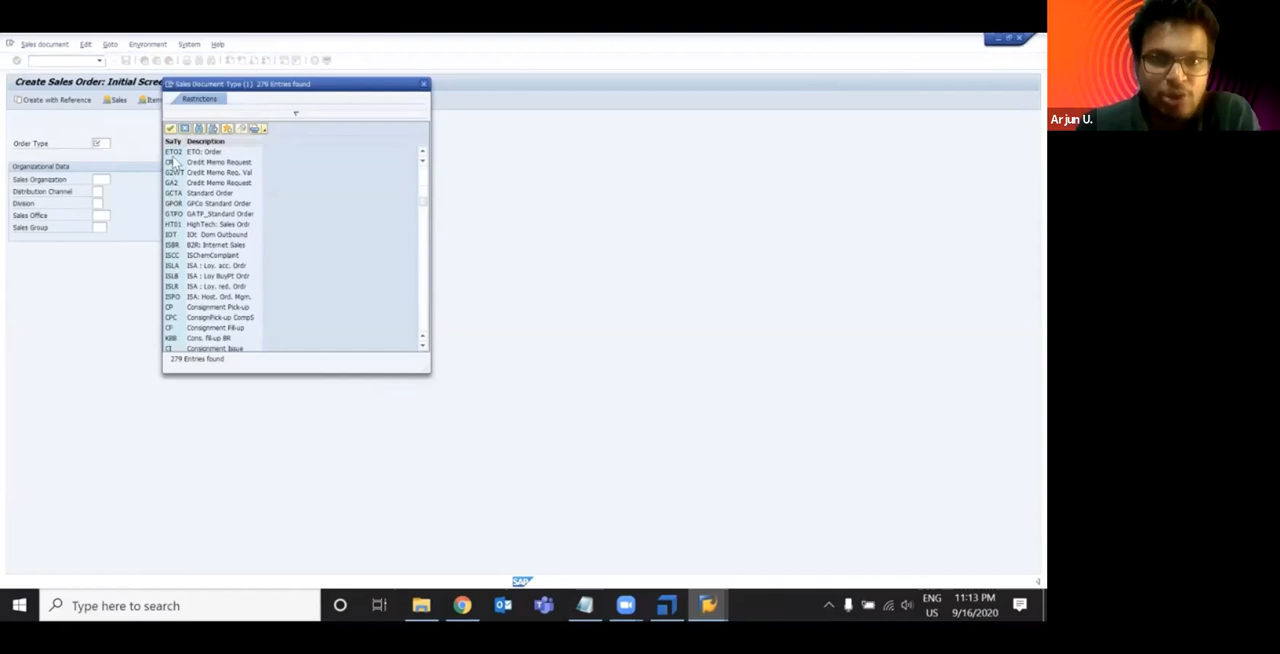 Sales document Edit Goto Environment System Help
Create Sales Order: Initial Scree
Create with Reference Sales Item
Order Type
Organizational Data
Sales Organization
Distribution Channel
Division
Sales Office
Sales Group
Sales Document Type (1) 279 Entries found
Restrictions
SaTy Description
ETO2 ETO: Order
Credit Memo Request
G2WT Credit Memo Req. Val
GA2 Credit Memo Request
GCTA Standard Order
GPOR GPCo Standard Order
GTPO GATP_Standard Order
HT01 HighTech: Sales Ordr
IOT IOt Dom Outbound
ISBR B2R: Internet Sales
ISCC ISChemComplaint
ISLA ISA : Loy. acc. Ordr
ISLB ISA : Loy BuyPt Ordr
ISLR ISA : Loy. red. Ordr
ISPO ISA: Host. Ord. Mgm.
CP Consignment Pick-up
CPC ConsignPick-up CompS
CF Consignment Fill-up
KBB Cons. fill-up BR
CI Consignment Issue
279 Entries found
Arjun U.
SAP
Type here to search
ENG
US
11:13 PM
9/16/2020